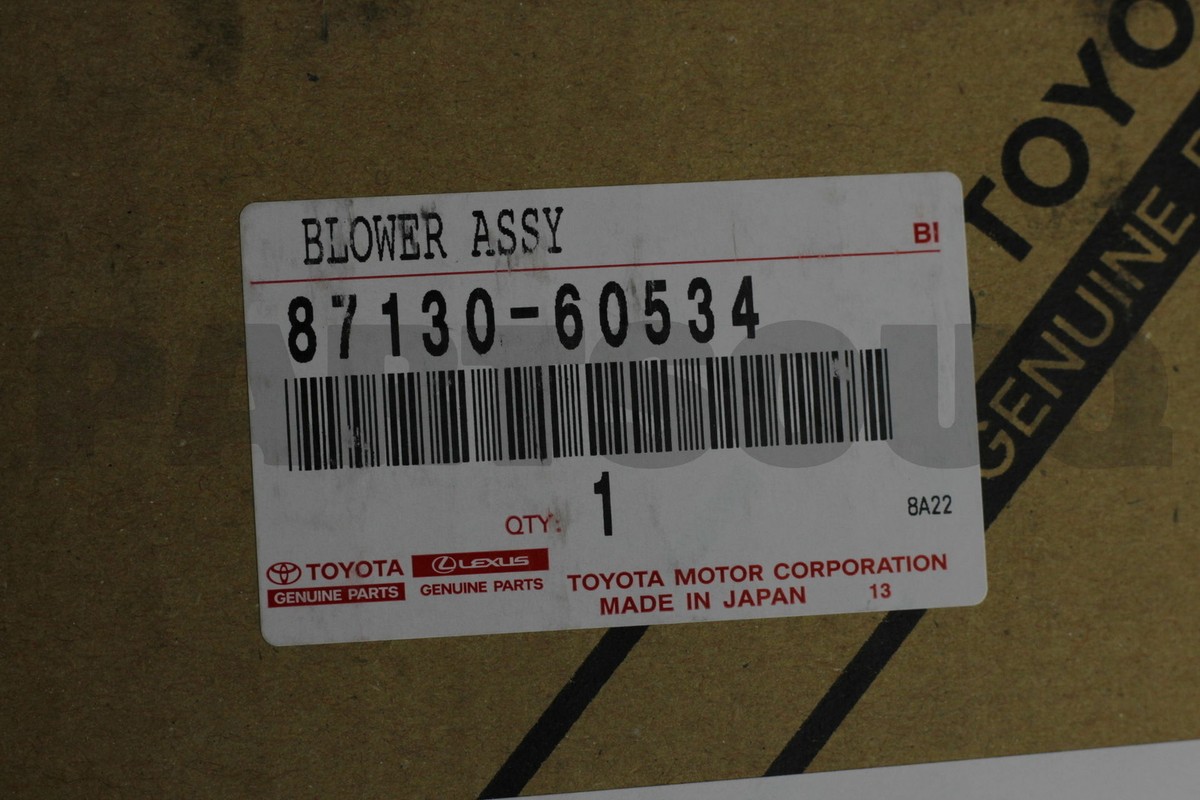 BLOWER ASSY
BI
87130-60534
QTY: 1
8A22
TOYOTA
GENUINE PARTS
LEXUS
GENUINE PARTS
TOYOTA MOTOR CORPORATION
MADE IN JAPAN 13
TOYO
GENUINE
PARTSOUQ